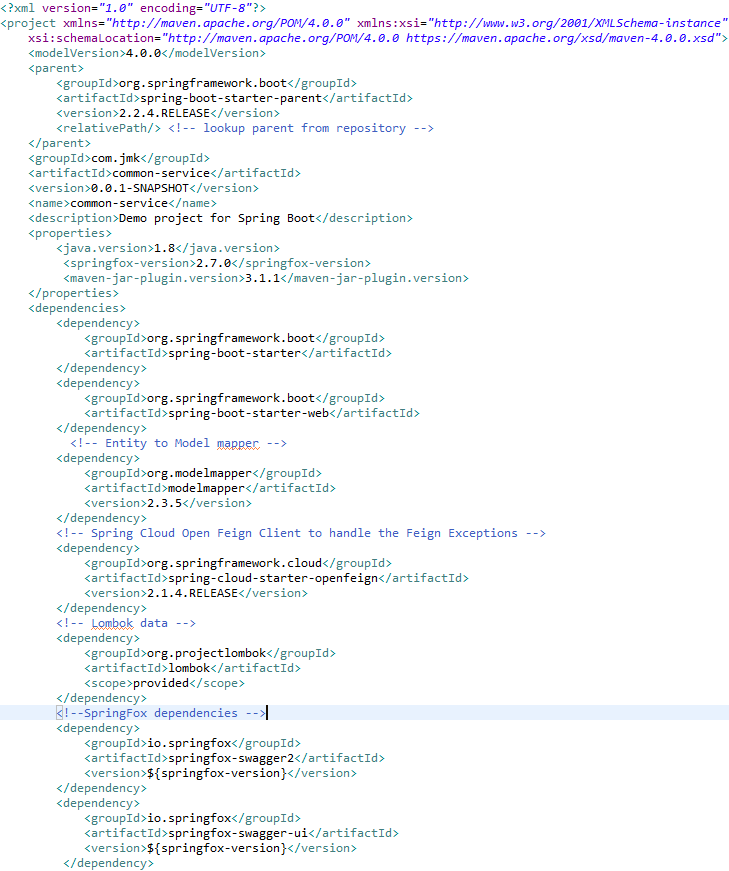 <?xml version="1.0" encoding="UTF-8"?>
<project xmlns="http://maven.apache.org/POM/4.0.0" xmlns:xsi="http://www.w3.org/2001/XMLSchema-instance"
    xsi:schemaLocation="http://maven.apache.org/POM/4.0.0 https://maven.apache.org/xsd/maven-4.0.0.xsd">
    <modelVersion>4.0.0</modelVersion>
    <parent>
        <groupId>org.springframework.boot</groupId>
        <artifactId>spring-boot-starter-parent</artifactId>
        <version>2.2.4.RELEASE</version>
        <relativePath/> <!-- lookup parent from repository -->
    </parent>
    <groupId>com.jmk</groupId>
    <artifactId>common-service</artifactId>
    <version>0.0.1-SNAPSHOT</version>
    <name>common-service</name>
    <description>Demo project for Spring Boot</description>
    <properties>
        <java.version>1.8</java.version>
         <springfox-version>2.7.0</springfox-version>
         <maven-jar-plugin.version>3.1.1</maven-jar-plugin.version>
    </properties>
    <dependencies>
        <dependency>
            <groupId>org.springframework.boot</groupId>
            <artifactId>spring-boot-starter</artifactId>
        </dependency>
        <dependency>
            <groupId>org.springframework.boot</groupId>
            <artifactId>spring-boot-starter-web</artifactId>
        </dependency>
          <!-- Entity to Model mapper -->
        <dependency>
            <groupId>org.modelmapper</groupId>
            <artifactId>modelmapper</artifactId>
            <version>2.3.5</version>
        </dependency>
        <!-- Spring Cloud Open Feign Client to handle the Feign Exceptions -->
        <dependency>
            <groupId>org.springframework.cloud</groupId>
            <artifactId>spring-cloud-starter-openfeign</artifactId>
            <version>2.1.4.RELEASE</version>
        </dependency>
        <!-- Lombok data -->
        <dependency>
            <groupId>org.projectlombok</groupId>
            <artifactId>lombok</artifactId>
            <scope>provided</scope>
        </dependency>
        <!--SpringFox dependencies -->
        <dependency>
            <groupId>io.springfox</groupId>
            <artifactId>springfox-swagger2</artifactId>
            <version>${springfox-version}</version>
        </dependency>
        <dependency>
            <groupId>io.springfox</groupId>
            <artifactId>springfox-swagger-ui</artifactId>
            <version>${springfox-version}</version>
         </dependency>